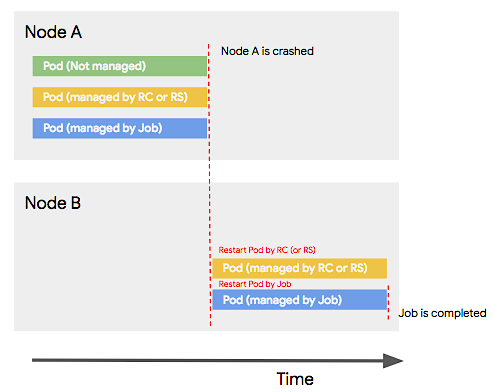 Node A
Node A is crashed
Pod (Not managed)
Pod (managed by RC or RS)
Pod (managed by Job)
Node B
Restart Pod by RC (or RS)
Pod (managed by RC or RS)
Restart Pod by Job
Pod (managed by Job)
Job is completed
Time